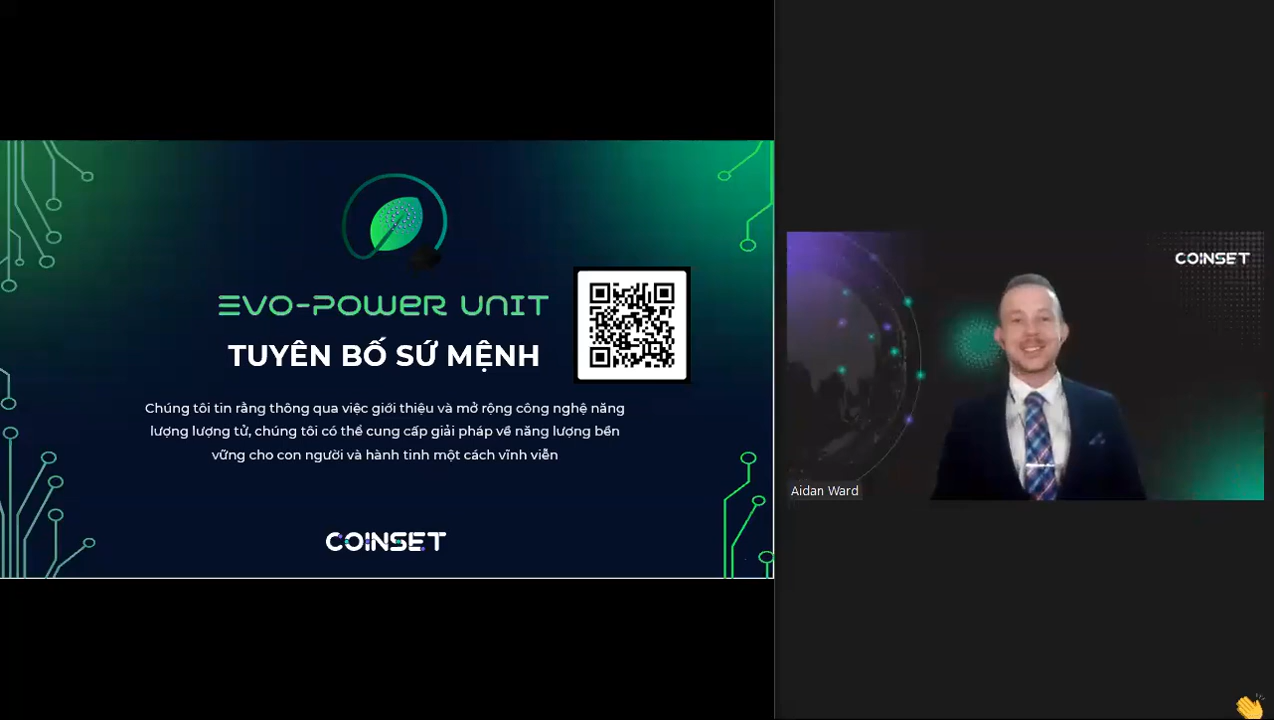 EVO-POWER UNIT
TUYÊN BỐ SỨ MỆNH
Chúng tôi tin rằng thông qua việc giới thiệu và mở rộng công nghệ năng
lượng lượng tử, chúng tôi có thể cung cấp giải pháp về năng lượng bền
vững cho con người và hành tinh một cách vĩnh viễn
COINSET
COINSET
Aidan Ward